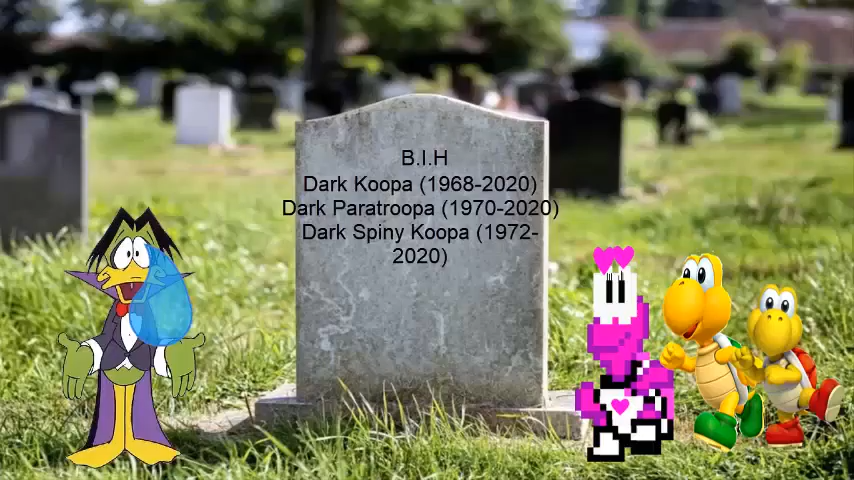 B.I.H
Dark Koopa (1968-2020)
Dark Paratroopa (1970-2020)
Dark Spiny Koopa (1972-
2020)